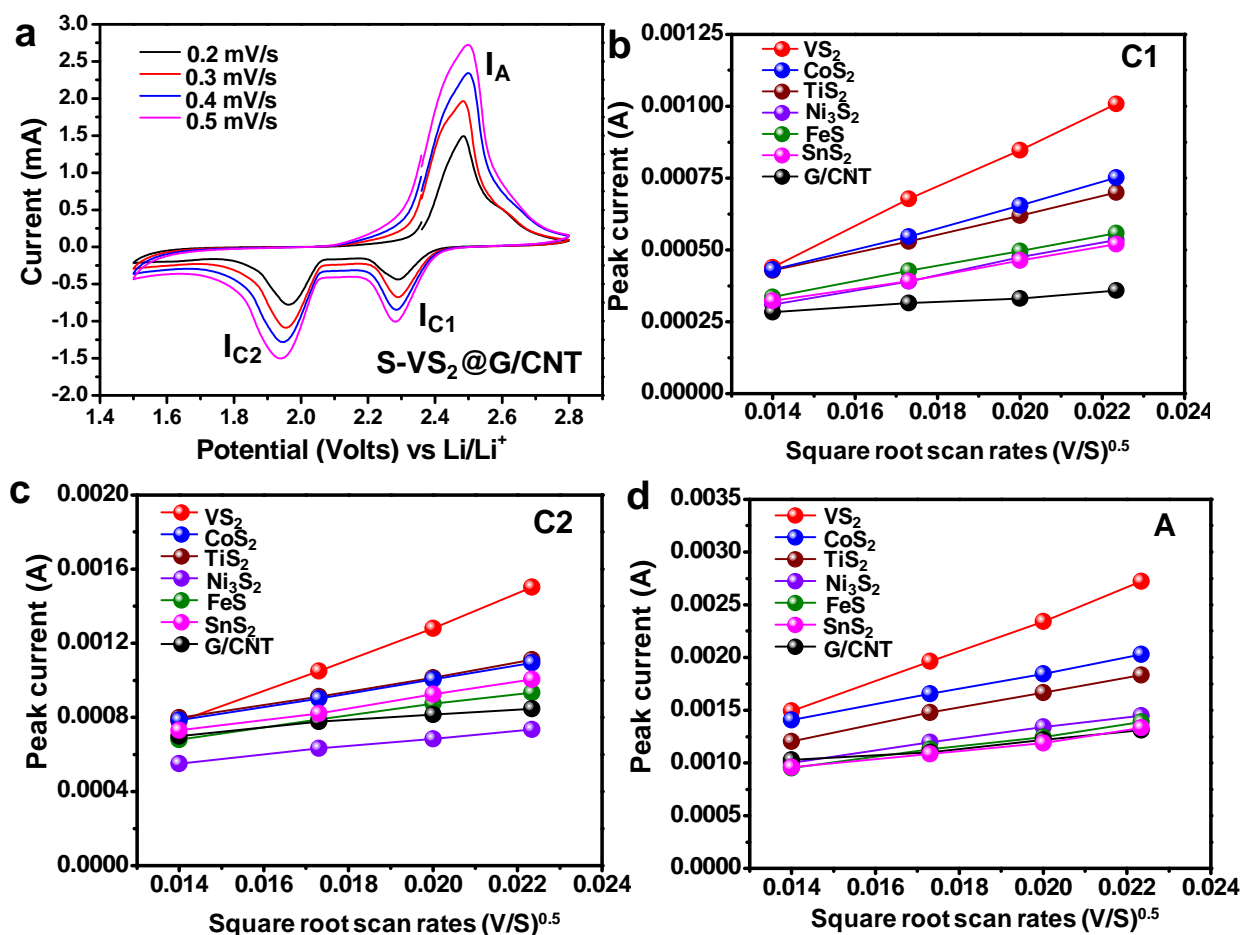 a
3.0
2.5
2.0
1.5
1.0
0.5
0.0
-0.5
-1.0
-1.5
-2.0
Current (mA)
0.2 mV/s
0.3 mV/s
0.4 mV/s
0.5 mV/s
I_A
I_C1
I_C2
S-VS₂@G/CNT
1.4 1.6 1.8 2.0 2.2 2.4 2.6 2.8
Potential (Volts) vs Li/Li⁺
b
0.00125
0.00100
0.00075
0.00050
0.00025
0.00000
Peak current (A)
VS₂
CoS₂
TiS₂
Ni₃S₂
FeS
SnS₂
G/CNT
C1
0.014 0.016 0.018 0.020 0.022 0.024
Square root scan rates (V/S)⁰·⁵
c
0.0020
0.0016
0.0012
0.0008
0.0004
0.0000
Peak current (A)
VS₂
CoS₂
TiS₂
Ni₃S₂
FeS
SnS₂
G/CNT
C2
0.014 0.016 0.018 0.020 0.022 0.024
Square root scan rates (V/S)⁰·⁵
d
0.0035
0.0030
0.0025
0.0020
0.0015
0.0010
0.0005
0.0000
Peak current (A)
VS₂
CoS₂
TiS₂
Ni₃S₂
FeS
SnS₂
G/CNT
A
0.014 0.016 0.018 0.020 0.022 0.024
Square root scan rates (V/S)⁰·⁵